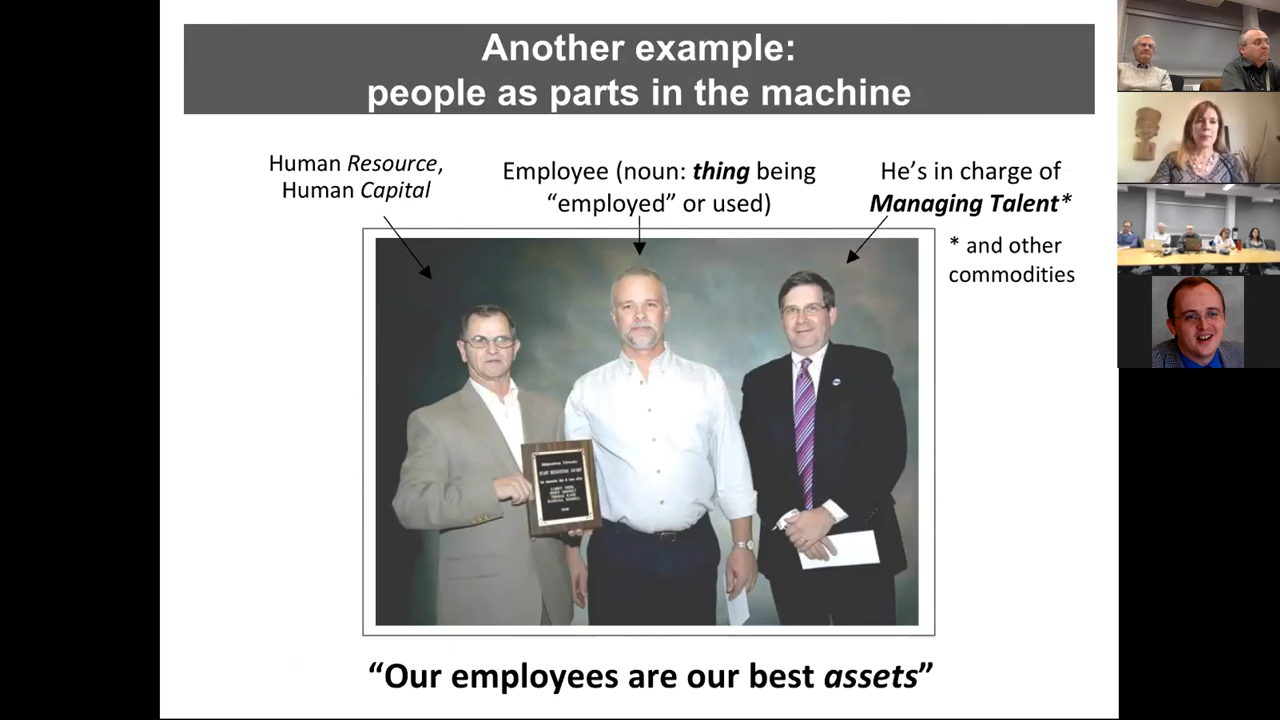 Another example:
people as parts in the machine
Human Resource,
Human Capital
Employee (noun: thing being
“employed” or used)
He’s in charge of
Managing Talent*
* and other
commodities
“Our employees are our best assets”